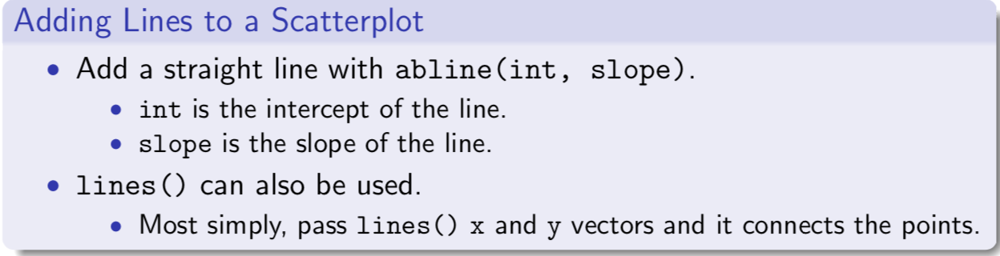 Adding Lines to a Scatterplot
• Add a straight line with abline(int, slope).
• int is the intercept of the line.
• slope is the slope of the line.
• lines() can also be used.
• Most simply, pass lines() x and y vectors and it connects the points.